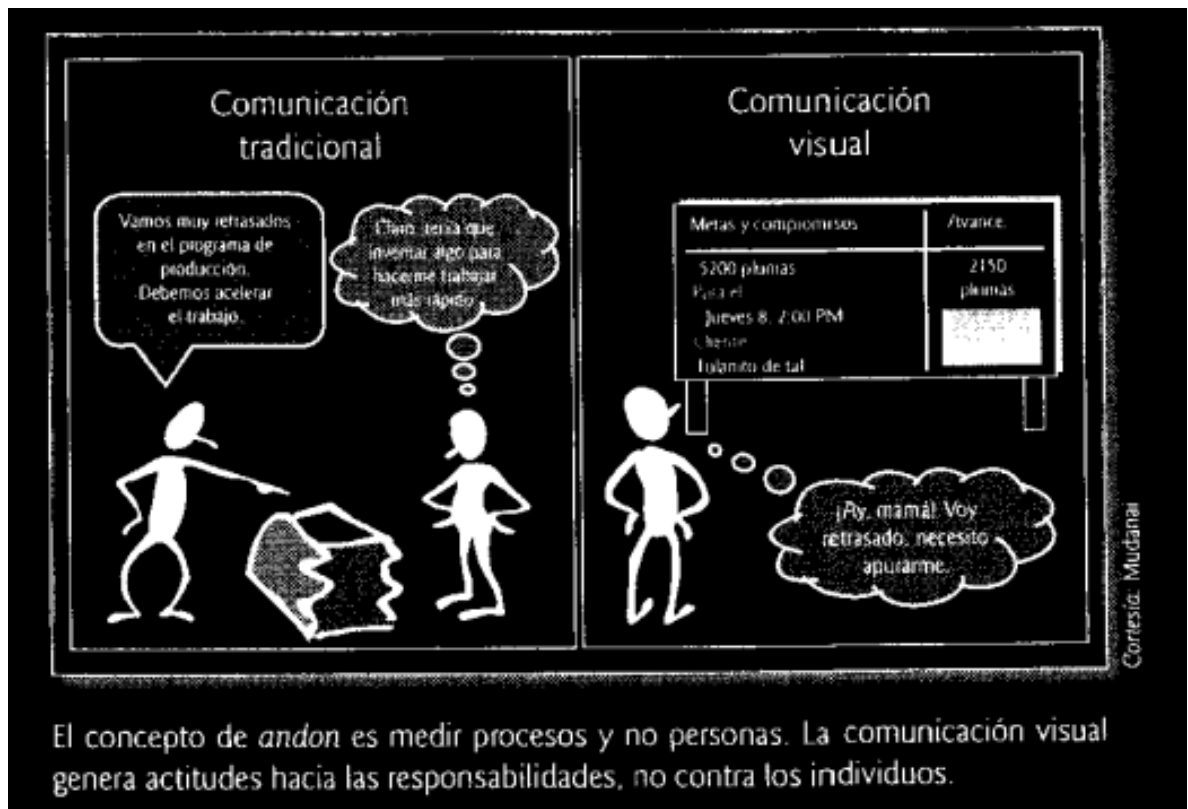 Comunicación
tradicional
Vamos muy retrasados
en el programa de
producción.
Debemos acelerar
el trabajo.
Claro, tenía que
inventar algo para
hacerme trabajar
más rápido
Comunicación
visual
Metas y compromisos
Avance.
5200 plumas
2150
plumas
Para el
Jueves 8, 2:00 PM
Cliente
Fulanito de tal
¡Ay, mamá! Voy
retrasado, necesito
apurarme.
Cortesía: Mudanai
El concepto de andon es medir procesos y no personas. La comunicación visual
genera actitudes hacia las responsabilidades, no contra los individuos.